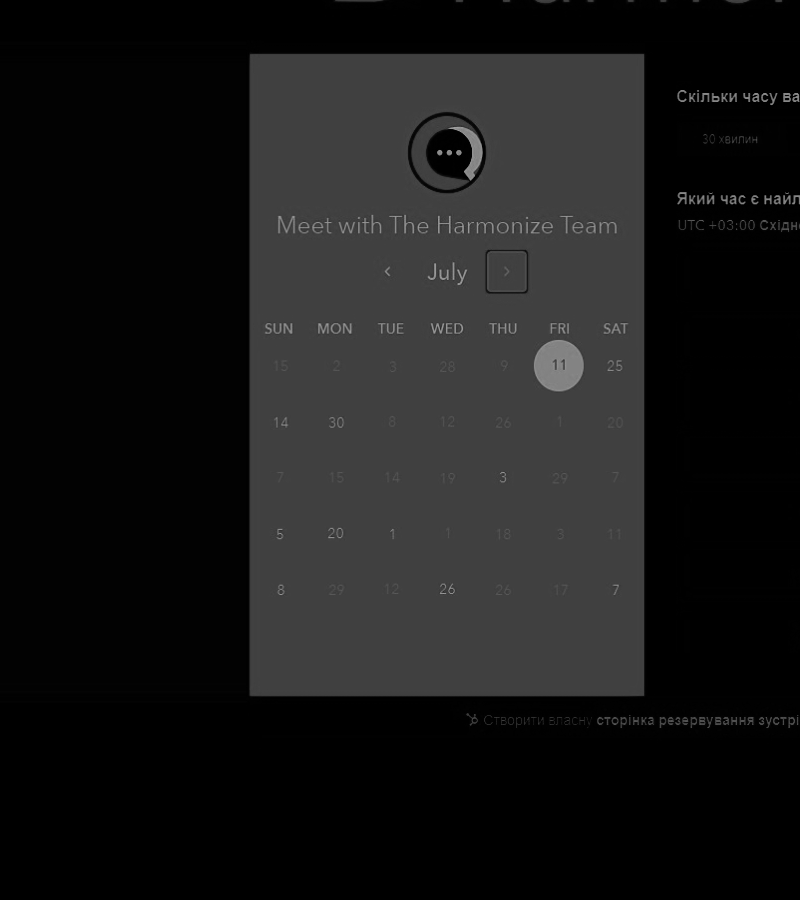 Скільки часу ва
30 хвилин
Meet with The Harmonize Team
Який час є найл
UTC +03:00 Східн
July
SUN MON TUE WED THU FRI SAT
15 2 3 28 9 11 25
14 30 8 12 26 1 20
7 15 14 19 3 29 7
5 20 1 1 18 3 11
8 29 12 26 26 17 7
Створити власну сторінка резервування зустрі